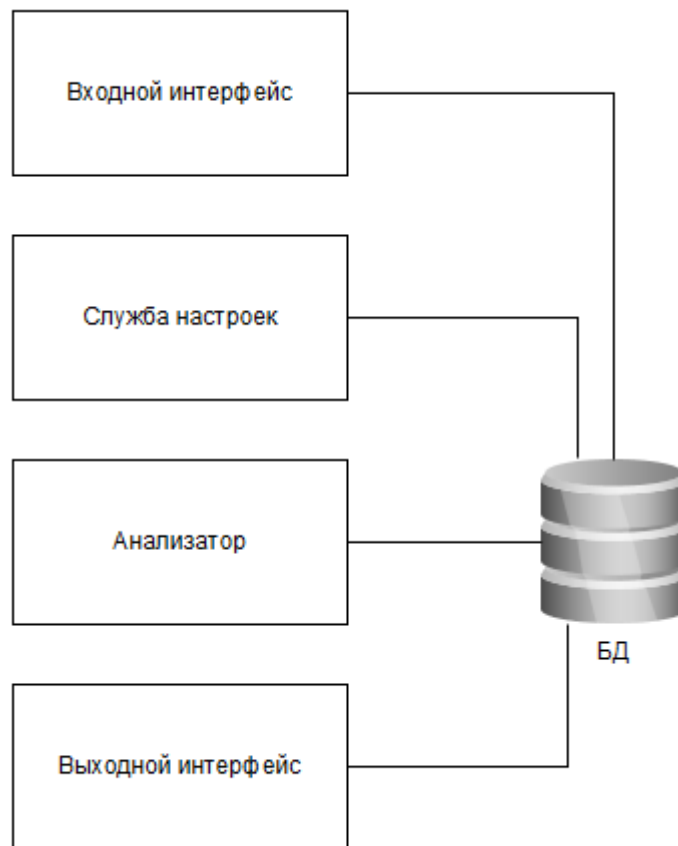 Входной интерфейс
Служба настроек
Анализатор
БД
Выходной интерфейс